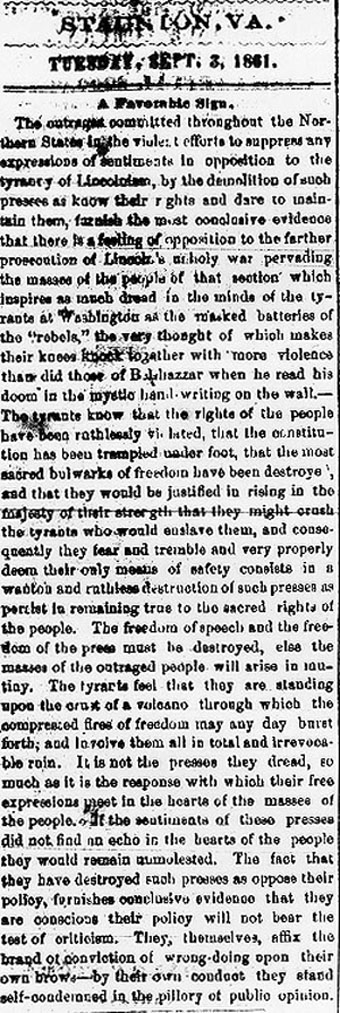 STAUNTON, VA.
TUESDAY, SEPT. 3, 1861.
A Favorable Sign.
The outrages committed throughout the Nor-
thern States in the violent efforts to suppress any
expressions of sentiments in opposition to the
tyranny of Lincolnism, by the demolition of such
presses as know their rights and dare to main-
tain them, furnish the most conclusive evidence
that there is a feeling of opposition to the farther
prosecution of Lincoln's unholy war pervading
the masses of the people of that section which
inspires as much dread in the minds of the ty-
rants at Washington as the masked batteries of
the "rebels," the very thought of which makes
their knees knock together with more violence
than did those of Belshazzar when he read his
doom in the mystic hand-writing on the wall.—
The tyrants know that the rights of the people
have been ruthlessly violated, that the constitu-
tion has been trampled under foot, that the most
sacred bulwarks of freedom have been destroyed,
and that they would be justified in rising in the
majesty of their strength that they might crush
the tyrants who would enslave them, and conse-
quently they fear and tremble and very properly
deem their only means of safety consists in a
wanton and ruthless destruction of such presses as
persist in remaining true to the sacred rights of
the people. The freedom of speech and the free-
dom of the press must be destroyed, else the
masses of the outraged people will arise in mu-
tiny. The tyrants feel that they are standing
upon the crust of a volcano through which the
compressed fires of freedom may any day burst
forth, and involve them all in total and irrevoca-
ble ruin. It is not the presses they dread, so
much as it is the response with which their free
expressions meet in the hearts of the masses of
the people. If the sentiments of these presses
did not find an echo in the hearts of the people
they would remain unmolested. The fact that
they have destroyed such presses as oppose their
policy, furnishes conclusive evidence that they
are conscious their policy will not bear the
test of criticism. They, themselves, affix the
brand of conviction of wrong-doing upon their
own brows—by their own conduct they stand
self-condemned in the pillory of public opinion.